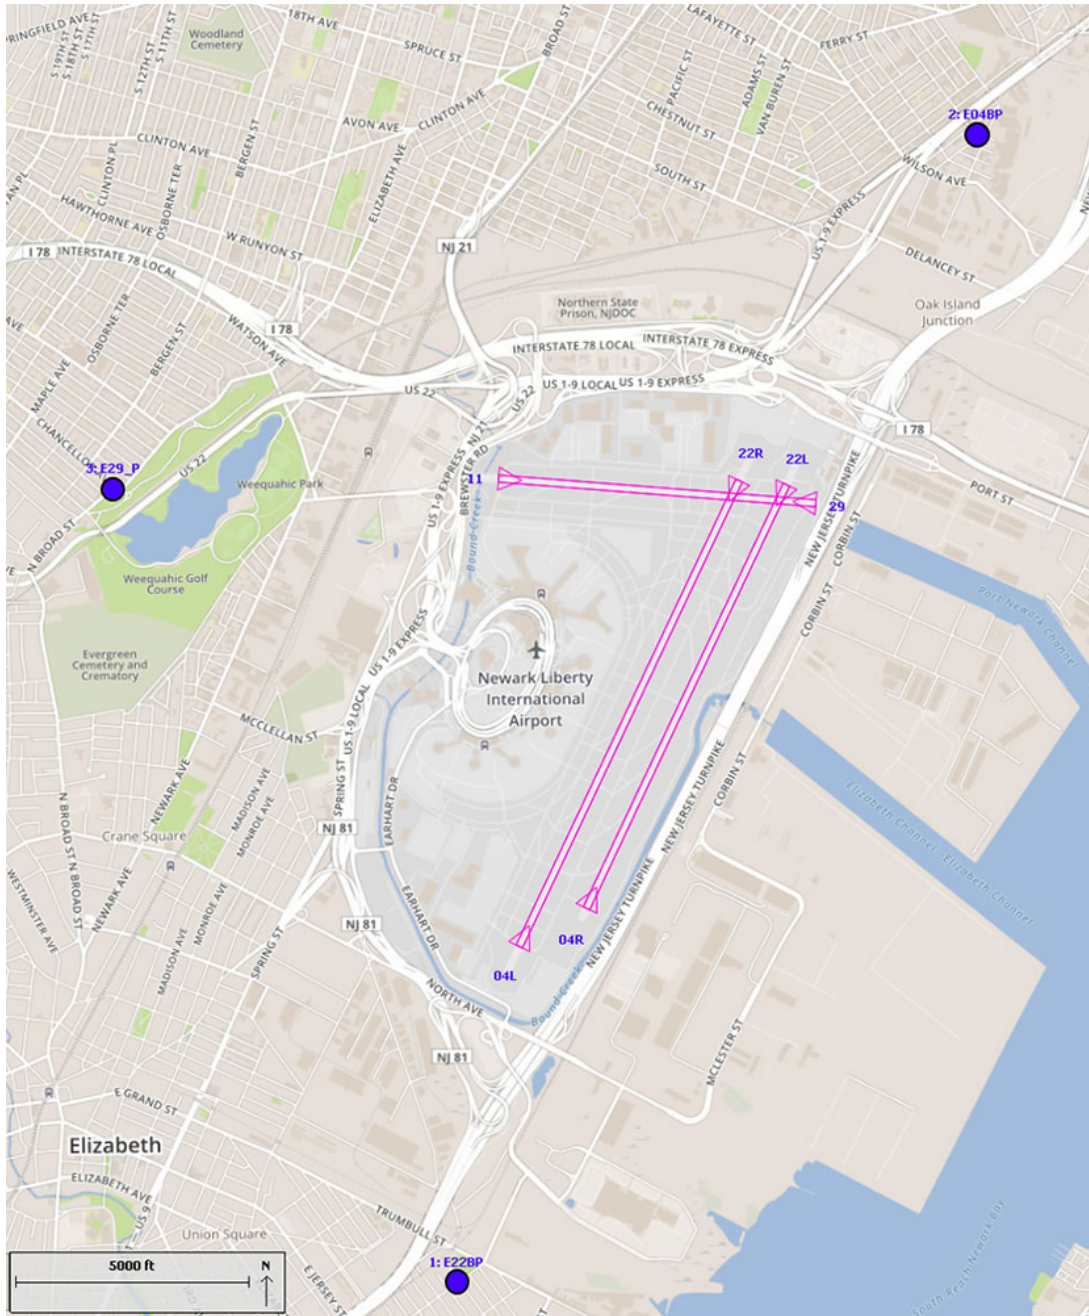 SPRINGFIELD AVE
18TH AVE
Woodland
Cemetery
S 19TH ST
S 18TH ST
S 17TH ST
S 12TH ST
S 11TH ST
SPRUCE ST
BROAD ST
LAFAYETTE ST
FERRY ST
PACIFIC ST
ADAMS ST
VAN BUREN ST
CLINTON AVE
CHESTNUT ST
2: E04BP
AVON AVE
CLINTON AVE
BERGEN ST
CLINTON PL
OSBORNE TER
ELIZABETH AVE
SOUTH ST
WILSON AVE
HAWTHORNE AVE
W RUNYON ST
NJ 21
US 1-9 EXPRESS
DELANCEY ST
I 78
INTERSTATE 78 LOCAL
OSBORNE TER
BERGEN ST
WATSON AVE
I 78
Northern State
Prison, NJDOC
Oak Island
Junction
INTERSTATE 78 LOCAL
INTERSTATE 78 EXPRESS
MAPLE AVE
US 22
US 22
US 1-9 LOCAL
US 1-9 EXPRESS
CHANCELLOR AVE
NJ 21
I 78
3: E29_P
US 22
Weequahic Park
US 1-9 EXPRESS
BREWSTER RD
11
22R
22L
29
PORT ST
N BROAD ST
NEW JERSEY TURNPIKE
CORBIN ST
Bound Creek
Weequahic Golf
Course
Port Newark Channel
CORBIN ST
Evergreen
Cemetery and
Crematory
US 1-9 EXPRESS
US 1-9 LOCAL
Newark Liberty
International
Airport
MCCLELLAN ST
SPRING ST
EARHART DR
NEWARK AVE
MADISON AVE
MONROE AVE
NEW JERSEY TURNPIKE
CORBIN ST
Elizabeth Channel
Elizabeth Channel
N BROAD ST
N BROAD ST
Crane Square
NJ 81
WESTMINSTER AVE
NEWARK AVE
MADISON AVE
MONROE AVE
SPRING ST
NJ 81
EARHART DR
04R
04L
NEW JERSEY TURNPIKE
NORTH AVE
Bound Creek
NJ 81
MCLESTER ST
E GRAND ST
Elizabeth
ELIZABETH AVE
US 9
TRUMBULL ST
Union Square
E JERSEY ST
1: E22BP
South Reach Newark Bay
5000 ft
N